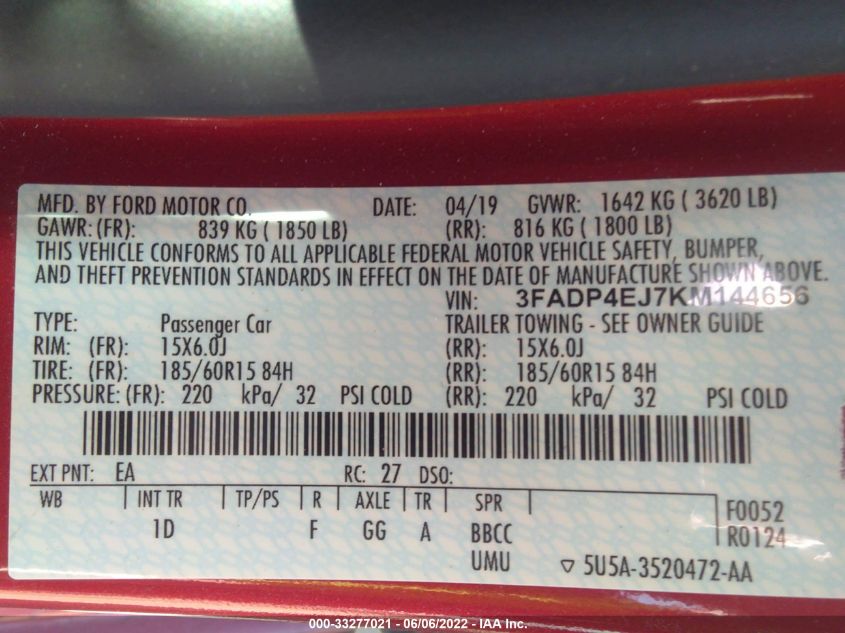 MFD. BY FORD MOTOR CO. DATE: 04/19 GVWR: 1642 KG ( 3620 LB)
GAWR: (FR): 839 KG ( 1850 LB) (RR): 816 KG ( 1800 LB)
THIS VEHICLE CONFORMS TO ALL APPLICABLE FEDERAL MOTOR VEHICLE SAFETY, BUMPER,
AND THEFT PREVENTION STANDARDS IN EFFECT ON THE DATE OF MANUFACTURE SHOWN ABOVE.
VIN: 3FADP4EJ7KM144656
TYPE: Passenger Car TRAILER TOWING - SEE OWNER GUIDE
RIM: (FR): 15X6.0J (RR): 15X6.0J
TIRE: (FR): 185/60R15 84H (RR): 185/60R15 84H
PRESSURE: (FR): 220 kPa/ 32 PSI COLD (RR): 220 kPa/ 32 PSI COLD
EXT PNT: EA RC: 27 DSO:
WB INT TR TP/PS R AXLE TR SPR F0052
1D F GG A BBCC R0124
UMU ▽ 5U5A-3520472-AA
000-33277021 - 06/06/2022 - IAA Inc.